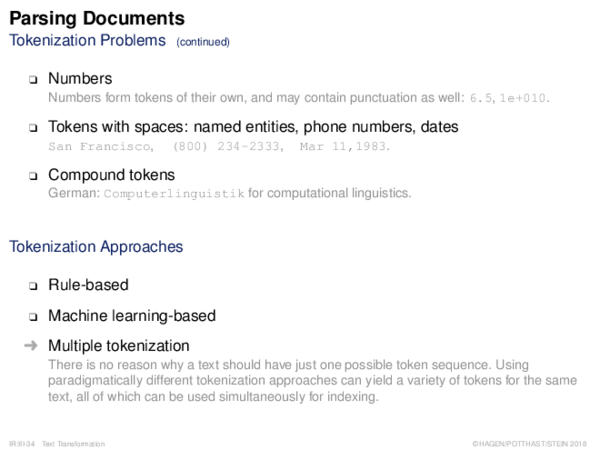 Parsing Documents
Tokenization Problems (continued)
❑ Numbers
Numbers form tokens of their own, and may contain punctuation as well: 6.5, 1e+010.
❑ Tokens with spaces: named entities, phone numbers, dates
San Francisco, (800) 234-2333, Mar 11,1983.
❑ Compound tokens
German: Computerlinguistik for computational linguistics.
Tokenization Approaches
❑ Rule-based
❑ Machine learning-based
➜ Multiple tokenization
There is no reason why a text should have just one possible token sequence. Using
paradigmatically different tokenization approaches can yield a variety of tokens for the same
text, all of which can be used simultaneously for indexing.
IR:III-34 Text Transformation ©HAGEN/POTTHAST/STEIN 2018